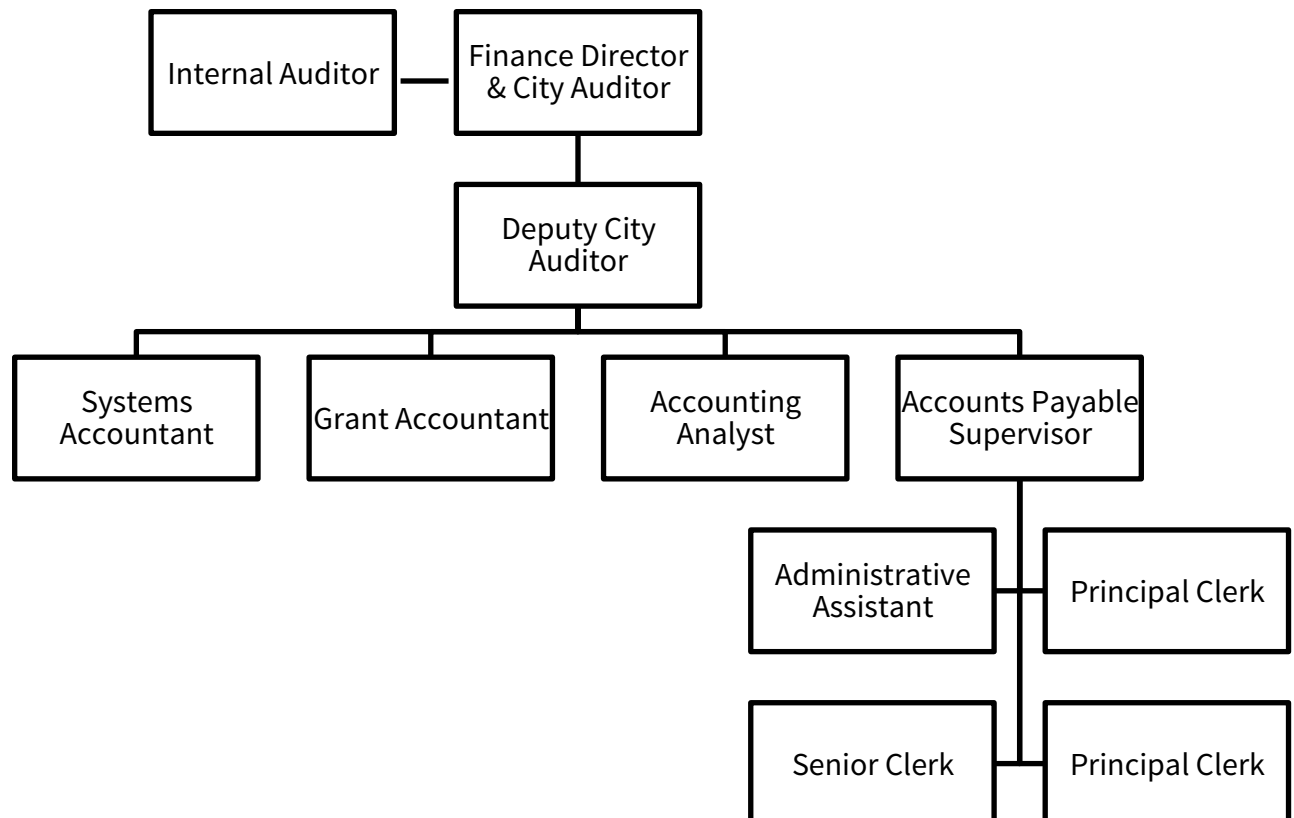 Internal Auditor
Finance Director
& City Auditor
Deputy City
Auditor
Systems
Accountant
Grant Accountant
Accounting
Analyst
Accounts Payable
Supervisor
Administrative
Assistant
Principal Clerk
Senior Clerk
Principal Clerk